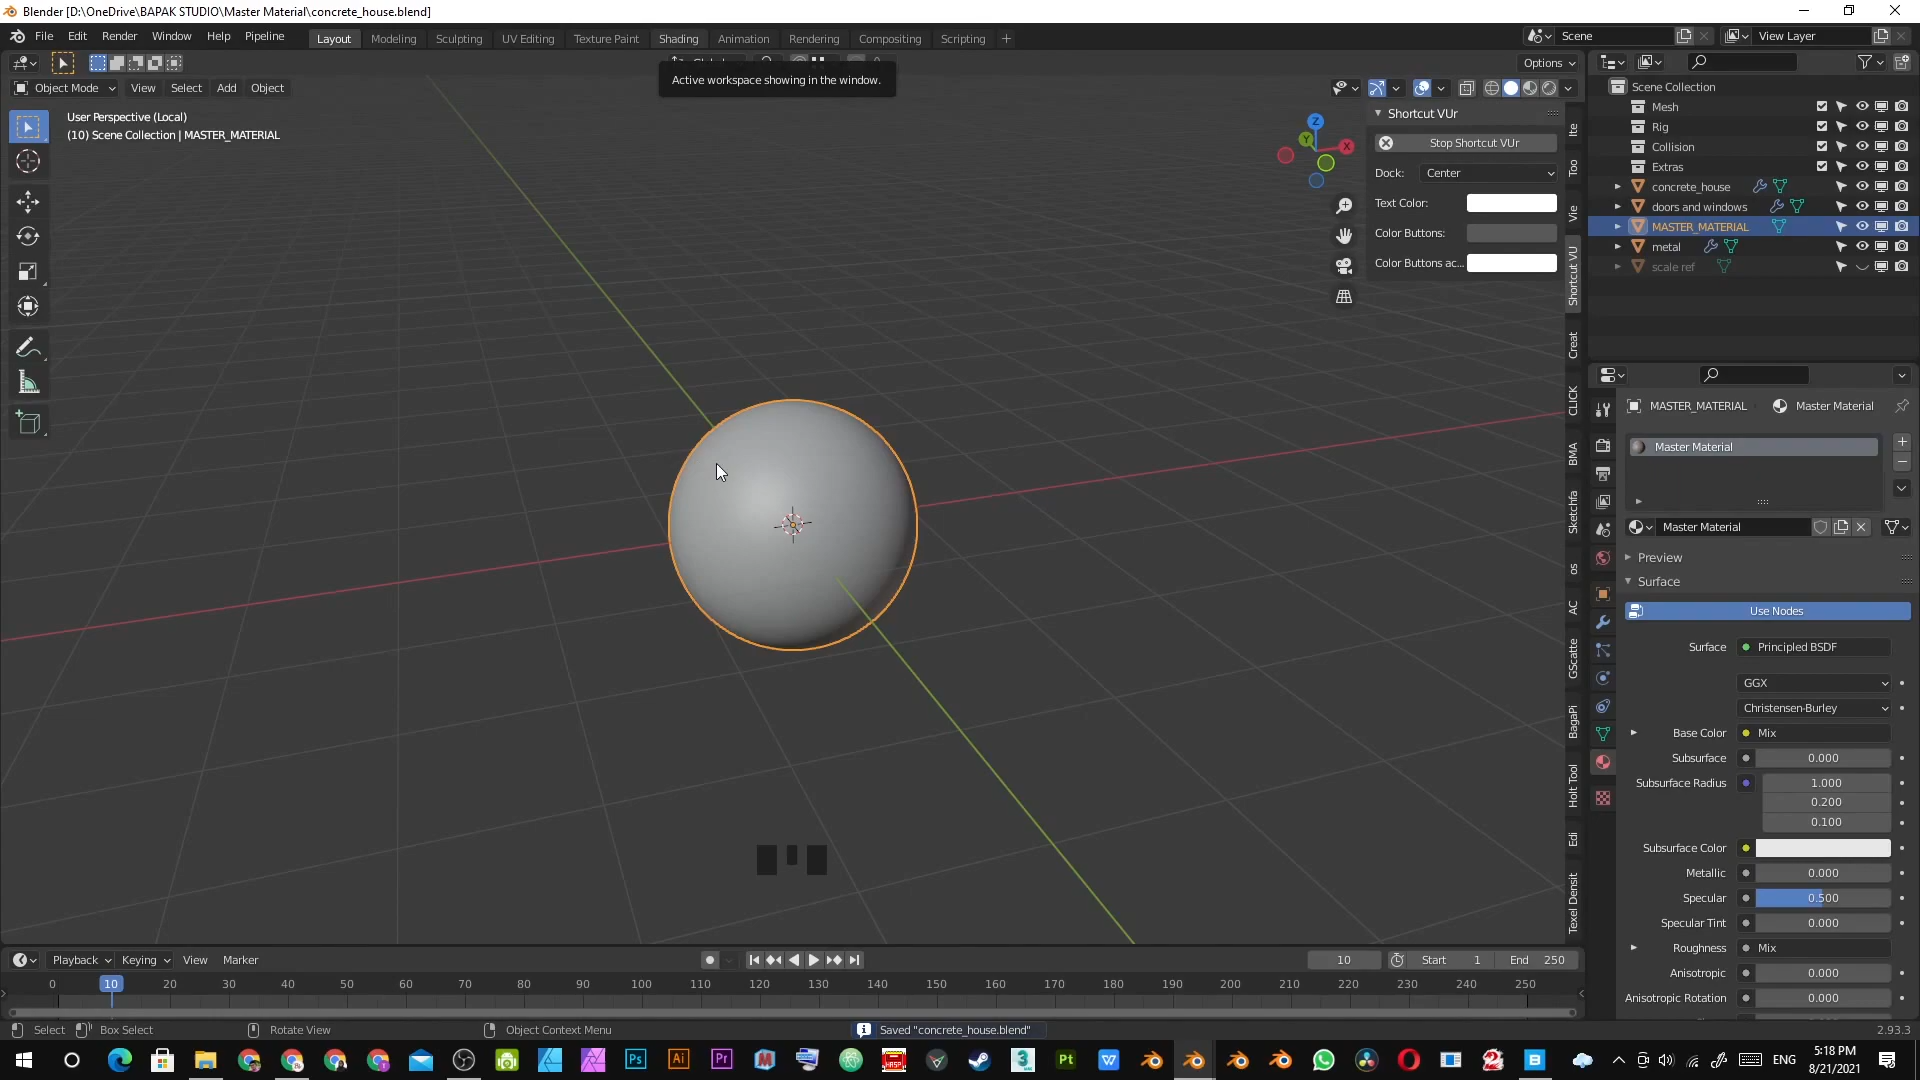 Blender [D:\OneDrive\BAPAK STUDIO\Master Material\concrete_house.blend]
File Edit Render Window Help Pipeline Layout Modeling Sculpting UV Editing Texture Paint Shading Animation Rendering Compositing Scripting + Scene View Layer
Options
Active workspace showing in the window.
Object Mode View Select Add Object
User Perspective (Local)
(10) Scene Collection | MASTER_MATERIAL
Z
Y
X
Shortcut VUr
Stop Shortcut VUr
Dock: Center
Text Color:
Color Buttons:
Color Buttons ac...
Ite
Too
Vie
Shortcut VU
Creat
CLICK
BMA
Sketchfa
os
AC
GScatte
BagaPi
Holt Tool
Edi
Texel Densit
Scene Collection
Mesh
Rig
Collision
Extras
concrete_house
doors and windows
MASTER_MATERIAL
metal
scale ref
MASTER_MATERIAL Master Material
Master Material
Master Material
Preview
Surface
Use Nodes
Surface Principled BSDF
GGX
Christensen-Burley
Base Color Mix
Subsurface 0.000
Subsurface Radius 1.000
0.200
0.100
Subsurface Color
Metallic 0.000
Specular 0.500
Specular Tint 0.000
Roughness Mix
Anisotropic 0.000
Anisotropic Rotation 0.000
Playback Keying View Marker 10 Start 1 End 250
0 10 20 30 40 50 60 70 80 90 100 110 120 130 140 150 160 170 180 190 200 210 220 230 240 250
Select Box Select Rotate View Object Context Menu Saved "concrete_house.blend" 2.93.3
ENG
5:18 PM
8/21/2021